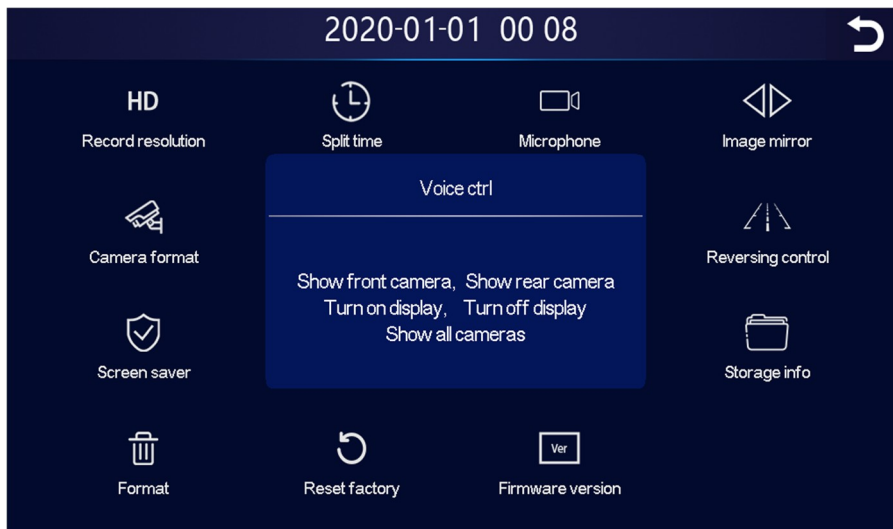 2020-01-01 00 08
HD
Record resolution
Split time
Microphone
Image mirror
Voice ctrl
Camera format
Reversing control
Show front camera, Show rear camera
Turn on display, Turn off display
Show all cameras
Screen saver
Storage info
Format
Reset factory
Ver
Firmware version